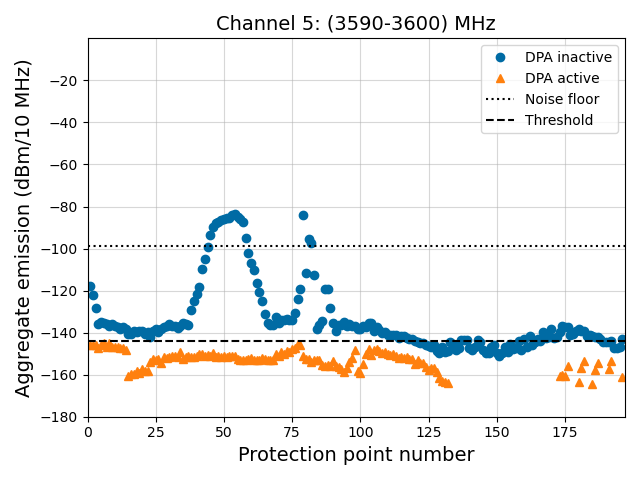 Channel 5: (3590-3600) MHz
DPA inactive
DPA active
Noise floor
Threshold
Aggregate emission (dBm/10 MHz)
−20
−40
−60
−80
−100
−120
−140
−160
−180
0 25 50 75 100 125 150 175
Protection point number